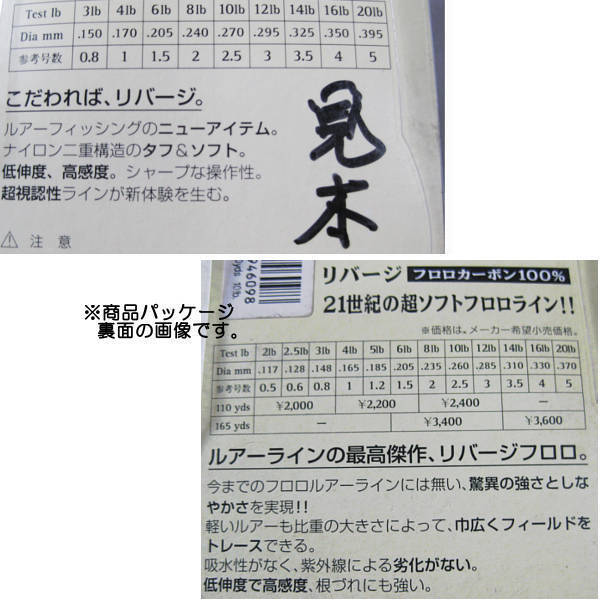 Test lb 3lb 4lb 6lb 8lb 10lb 12lb 14lb 16lb 20lb
Dia mm .150 .170 .205 .240 .270 .295 .325 .350 .395
参考号数 0.8 1 1.5 2 2.5 3 3.5 4 5
こだわれば、リバージ。
ルアーフィッシングのニューアイテム。
ナイロン二重構造のタフ&ソフト。
低伸度、高感度。シャープな操作性。
超視認性ラインが新体験を生む。
⚠ 注 意
見本
※商品パッケージ
裏面の画像です。
946098
0yds 10lb.
リバージ フロロカーボン100%
21世紀の超ソフトフロロライン!!
※価格は、メーカー希望小売価格。
Test lb 2lb 2.5lb 3lb 4lb 5lb 6lb 8lb 10lb 12lb 14lb 16lb 20lb
Dia mm .117 .128 .148 .165 .185 .205 .235 .260 .285 .310 .330 .370
参考号数 0.5 0.6 0.8 1 1.2 1.5 2 2.5 3 3.5 4 5
110 yds ¥2,000 ¥2,200 ¥2,400 —
165 yds — ¥3,400 ¥3,600
ルアーラインの最高傑作、リバージフロロ。
今までのフロロルアーラインには無い、驚異の強さとしな
やかさを実現!!
軽いルアーも比重の大きさによって、巾広くフィールドを
トレースできる。
吸水性がなく、紫外線による劣化がない。
低伸度で高感度、根づれにも強い。